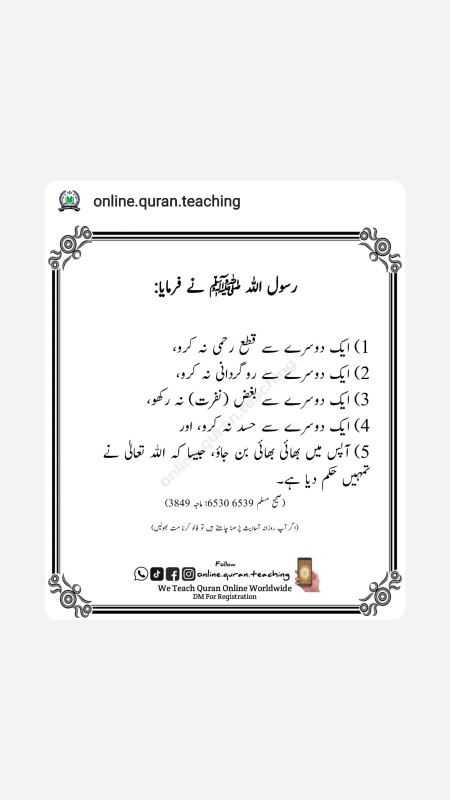 online.quran.teaching
رسول اللہ ﷺ نے فرمایا:
1) ایک دوسرے سے قطع رحمی نہ کرو،
2) ایک دوسرے سے روگردانی نہ کرو،
3) ایک دوسرے سے بغض (نفرت) نہ رکھو،
4) ایک دوسرے سے حسد نہ کرو، اور
5) آپس میں بھائی بھائی بن جاؤ، جیسا کہ اللہ تعالیٰ نے
تمہیں حکم دیا ہے۔
(صحیح مسلم 6539 6530؛ ماجہ 3849)
(اگر آپ روزانہ احادیث پڑھنا چاہتے ہیں تو فالو کرنا مت بھولیں)
online.quran.teaching
Follow
online.quran.teaching
We Teach Quran Online Worldwide
DM For Registration